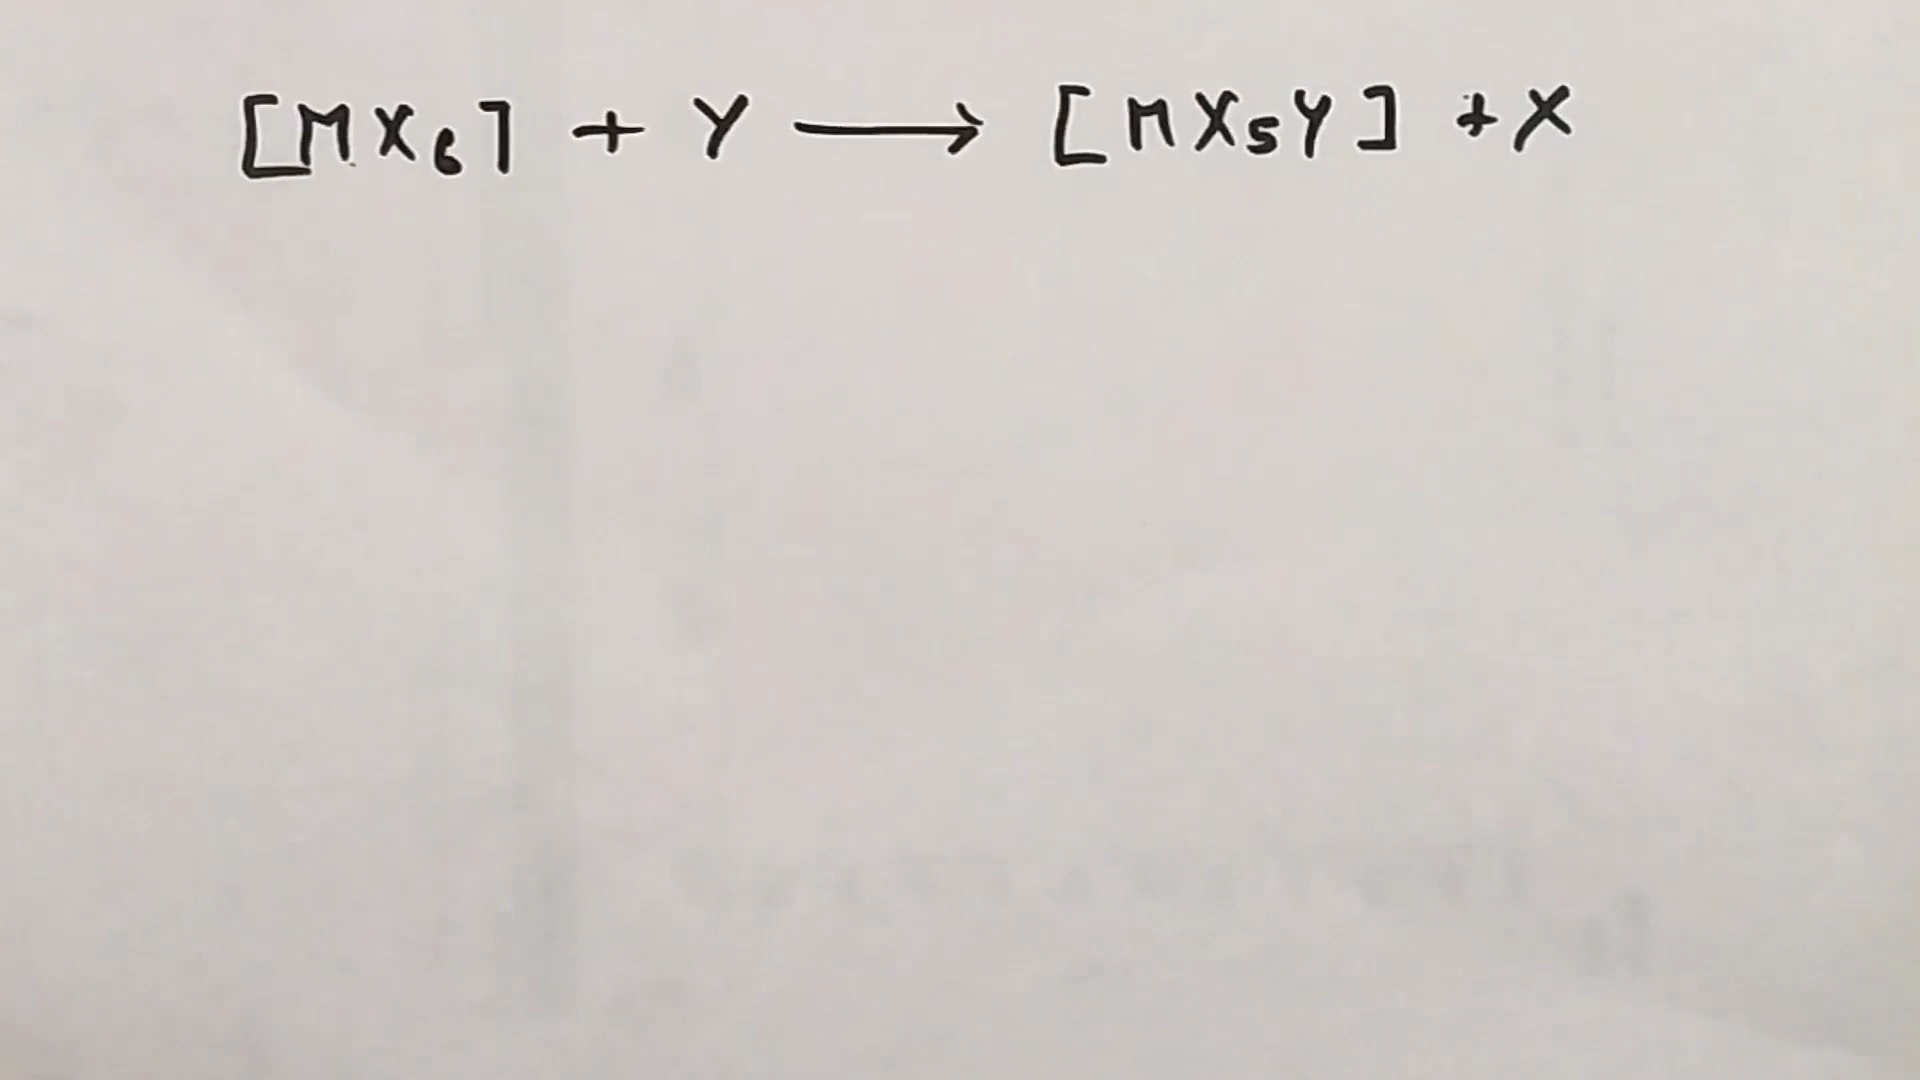 [MX₆] + Y ⟶ [MX₅Y] + X